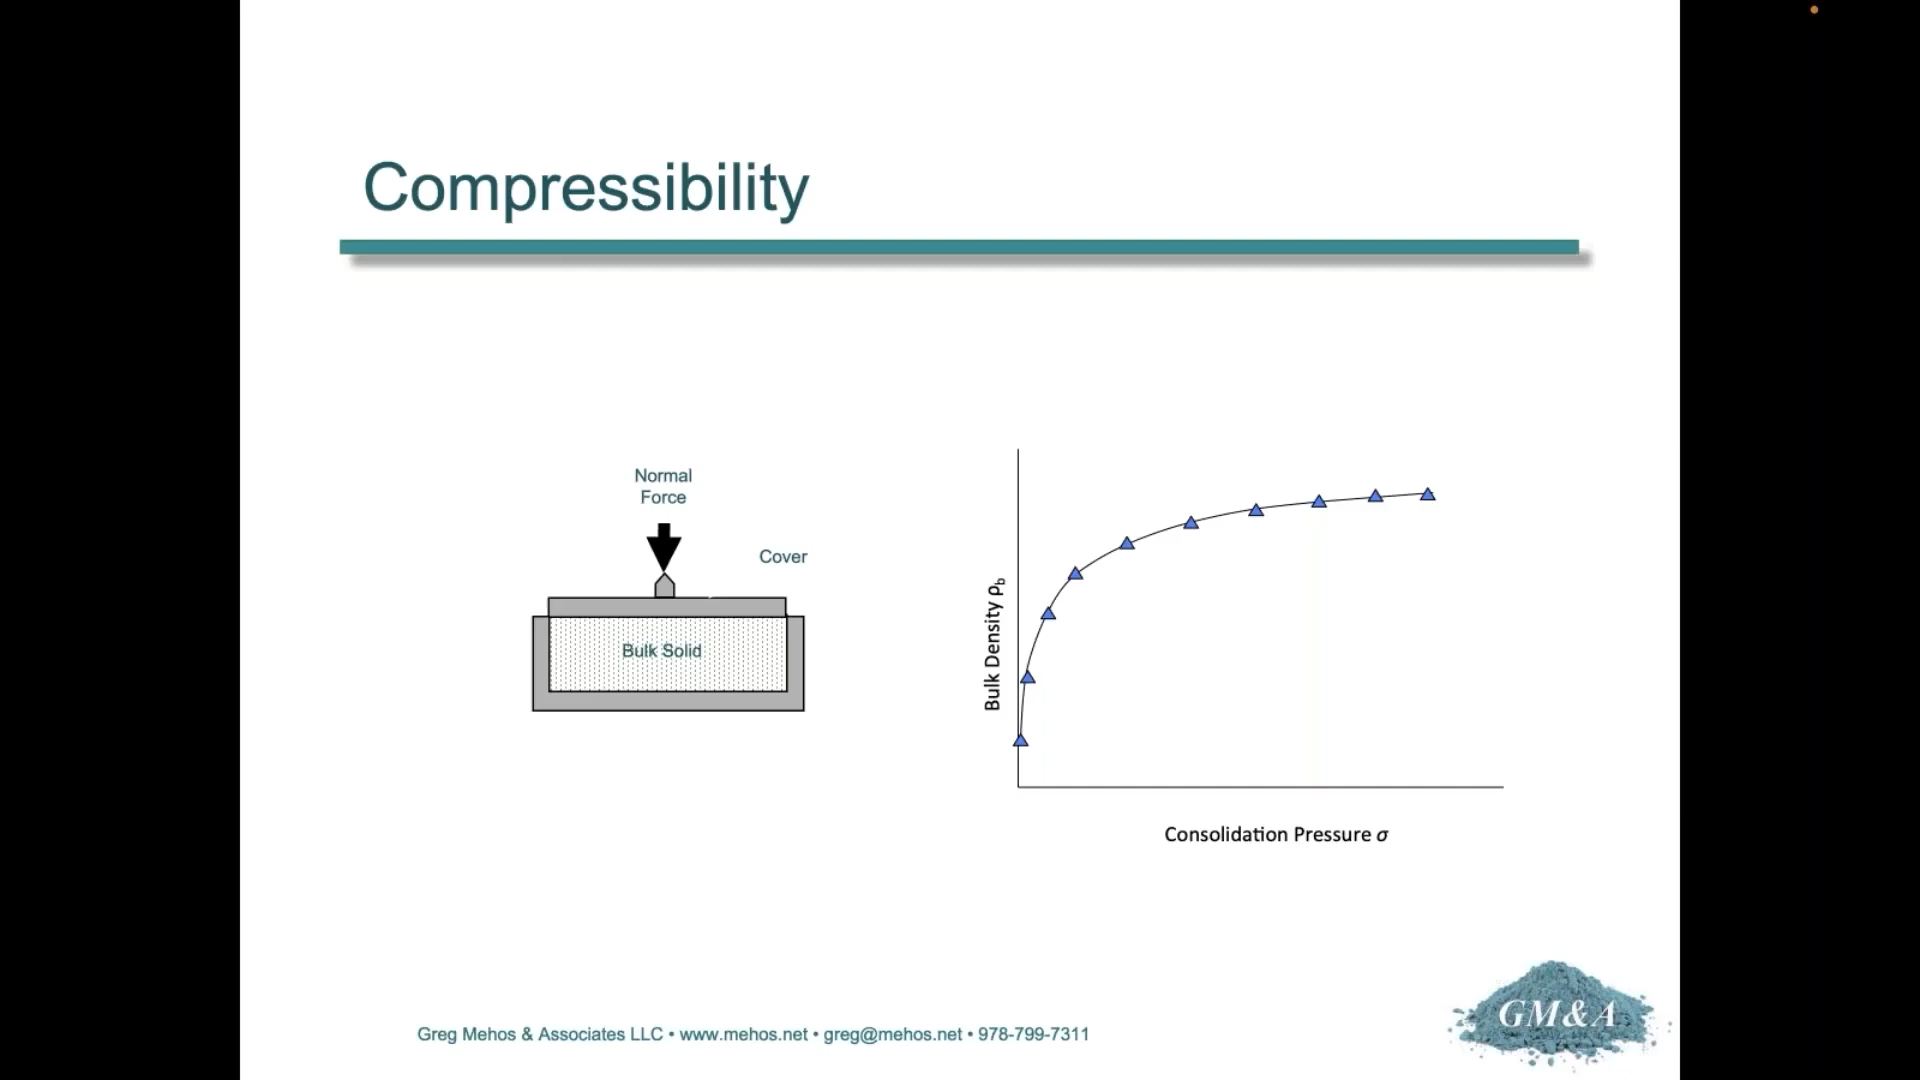 Compressibility
Normal
Force
Cover
Bulk Solid
Bulk Density ρb
Consolidation Pressure σ
Greg Mehos & Associates LLC • www.mehos.net • greg@mehos.net • 978-799-7311
GM&A